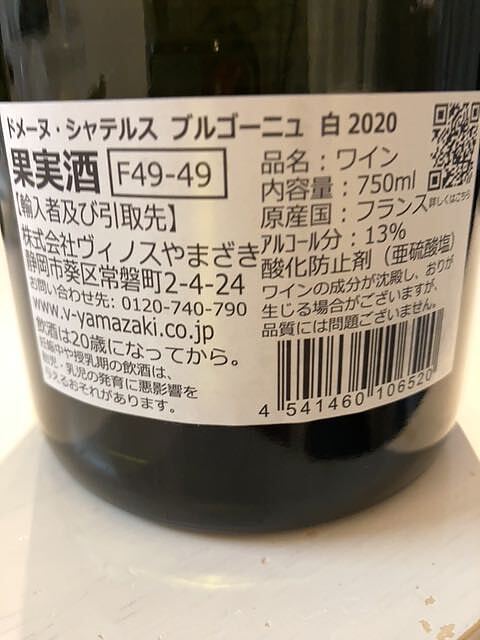 ドメーヌ・シャテルス ブルゴーニュ 白 2020
果実酒 F49-49
【輸入者及び引取先】
株式会社ヴィノスやまざき
静岡市葵区常磐町2-4-24
お問い合わせ先: 0120-740-790
www.v-yamazaki.co.jp
飲酒は20歳になってから。
妊娠中や授乳期の飲酒は、
胎児・乳児の発育に悪影響を
与えるおそれがあります。
品名：ワイン
内容量：750ml
原産国：フランス
詳しくはこちら
アルコール分：13%
酸化防止剤（亜硫酸塩）
ワインの成分が沈殿し、おりが
生じる場合がございますが、
品質には問題ございません。
4 541460 106520